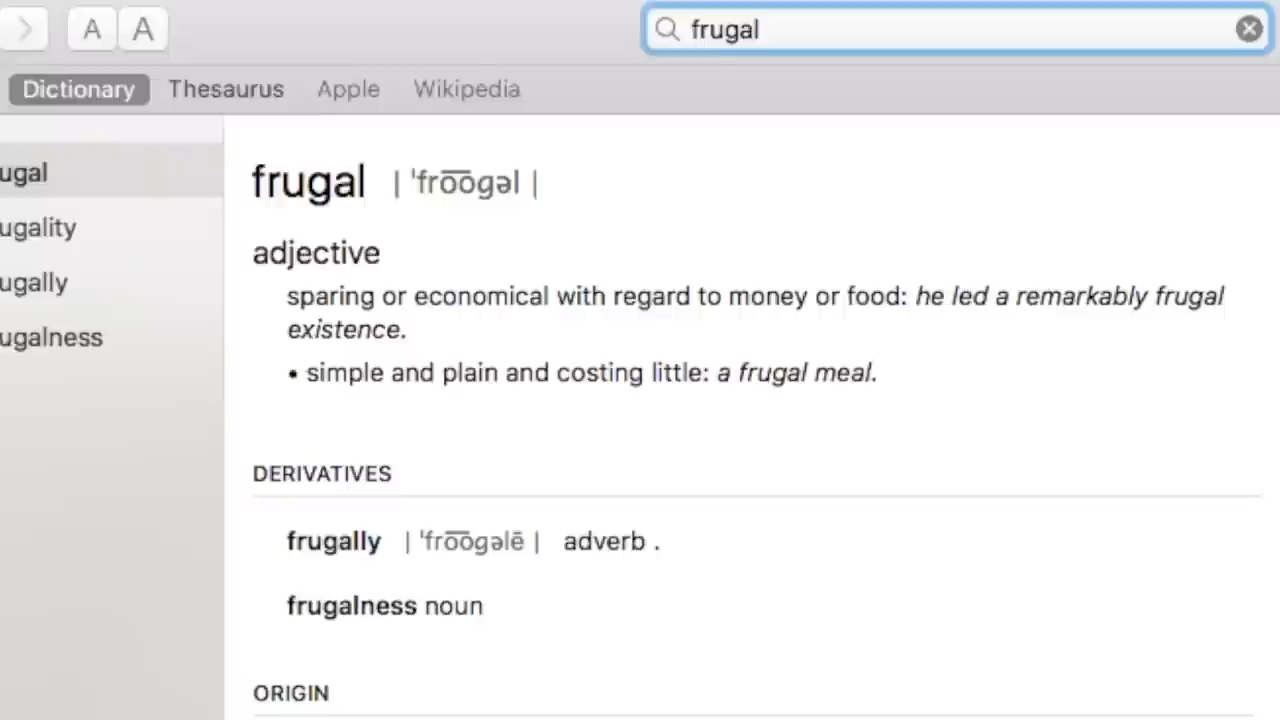 A A frugal
Dictionary Thesaurus Apple Wikipedia
ugal
ugality
ugally
ugalness
frugal | ˈfro͞oɡəl |
adjective
sparing or economical with regard to money or food: he led a remarkably frugal
existence.
• simple and plain and costing little: a frugal meal.
DERIVATIVES
frugally | ˈfro͞oɡəlē | adverb .
frugalness noun
ORIGIN